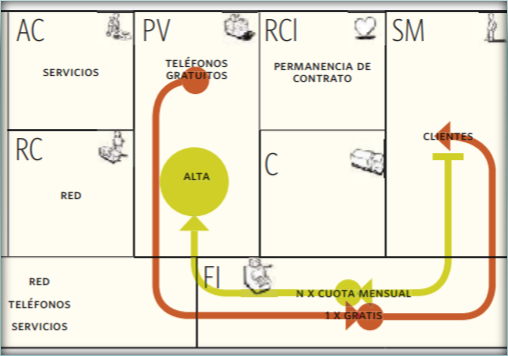 AC
SERVICIOS
PV
TELÉFONOS
GRATUITOS
RCI
PERMANENCIA DE
CONTRATO
SM
CLIENTES
RC
RED
ALTA
C
RED
TELÉFONOS
SERVICIOS
FI
N X CUOTA MENSUAL
1 X GRATIS